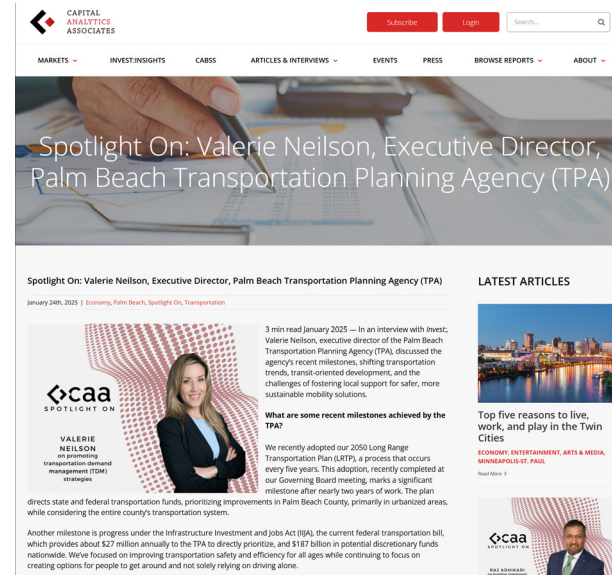 CAPITAL
ANALYTICS
ASSOCIATES
Subscribe
Login
Search...
MARKETS
INVEST:INSIGHTS
CABSS
ARTICLES & INTERVIEWS
EVENTS
PRESS
BROWSE REPORTS
ABOUT
Spotlight On: Valerie Neilson, Executive Director,
Palm Beach Transportation Planning Agency (TPA)
Spotlight On: Valerie Neilson, Executive Director, Palm Beach Transportation Planning Agency (TPA)
January 24th, 2025 | Economy, Palm Beach, Spotlight On, Transportation
caa
SPOTLIGHT ON
VALERIE
NEILSON
on promoting
transportation demand
management (TDM)
strategies
3 min read January 2025 — In an interview with Invest:,
Valerie Neilson, executive director of the Palm Beach
Transportation Planning Agency (TPA), discussed the
agency's recent milestones, shifting transportation
trends, transit-oriented development, and the
challenges of fostering local support for safer, more
sustainable mobility solutions.
What are some recent milestones achieved by the
TPA?
We recently adopted our 2050 Long Range
Transportation Plan (LRTP), a process that occurs
every five years. This adoption, recently completed at
our Governing Board meeting, marks a significant
milestone after nearly two years of work. The plan
directs state and federal transportation funds, prioritizing improvements in Palm Beach County, primarily in urbanized areas,
while considering the entire county's transportation system.
Another milestone is progress under the Infrastructure Investment and Jobs Act (IIJA), the current federal transportation bill,
which provides about $27 million annually to the TPA to directly prioritize, and $187 billion in potential discretionary funds
nationwide. We've focused on improving transportation safety and efficiency for all ages while continuing to focus on
creating options for people to get around and not solely relying on driving alone.
LATEST ARTICLES
Top five reasons to live,
work, and play in the Twin
Cities
ECONOMY, ENTERTAINMENT, ARTS & MEDIA,
MINNEAPOLIS-ST. PAUL
Read More >
caa
SPOTLIGHT ON
RAJ ADHIKARI